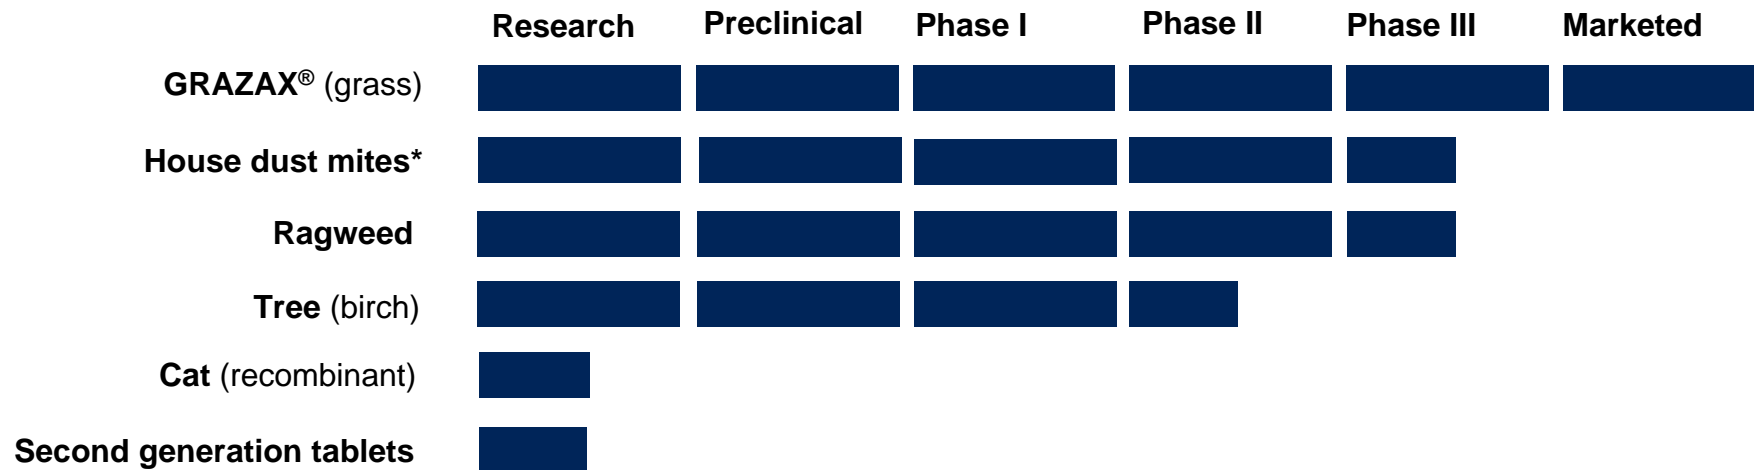 Research Preclinical Phase I Phase II Phase III Marketed
GRAZAX® (grass)
House dust mites*
Ragweed
Tree (birch)
Cat (recombinant)
Second generation tablets